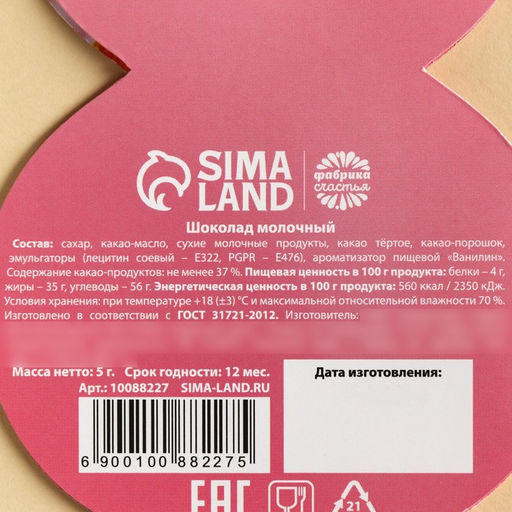 SIMA
LAND
фабрика
счастья
Шоколад молочный
Состав: сахар, какао-масло, сухие молочные продукты, какао тёртое, какао-порошок,
эмульгаторы (лецитин соевый – Е322, PGPR – Е476), ароматизатор пищевой «Ванилин».
Содержание какао-продуктов: не менее 37 %. Пищевая ценность в 100 г продукта: белки – 4 г,
жиры – 35 г, углеводы – 56 г. Энергетическая ценность в 100 г продукта: 560 ккал / 2350 кДж.
Условия хранения: при температуре +18 (±3) °С и максимальной относительной влажности 70 %.
Изготовлено в соответствии с ГОСТ 31721-2012. Изготовитель:
Масса нетто: 5 г. Срок годности: 12 мес.
Арт.: 10088227 SIMA-LAND.RU
Дата изготовления:
6 900100 882275
EAC
21